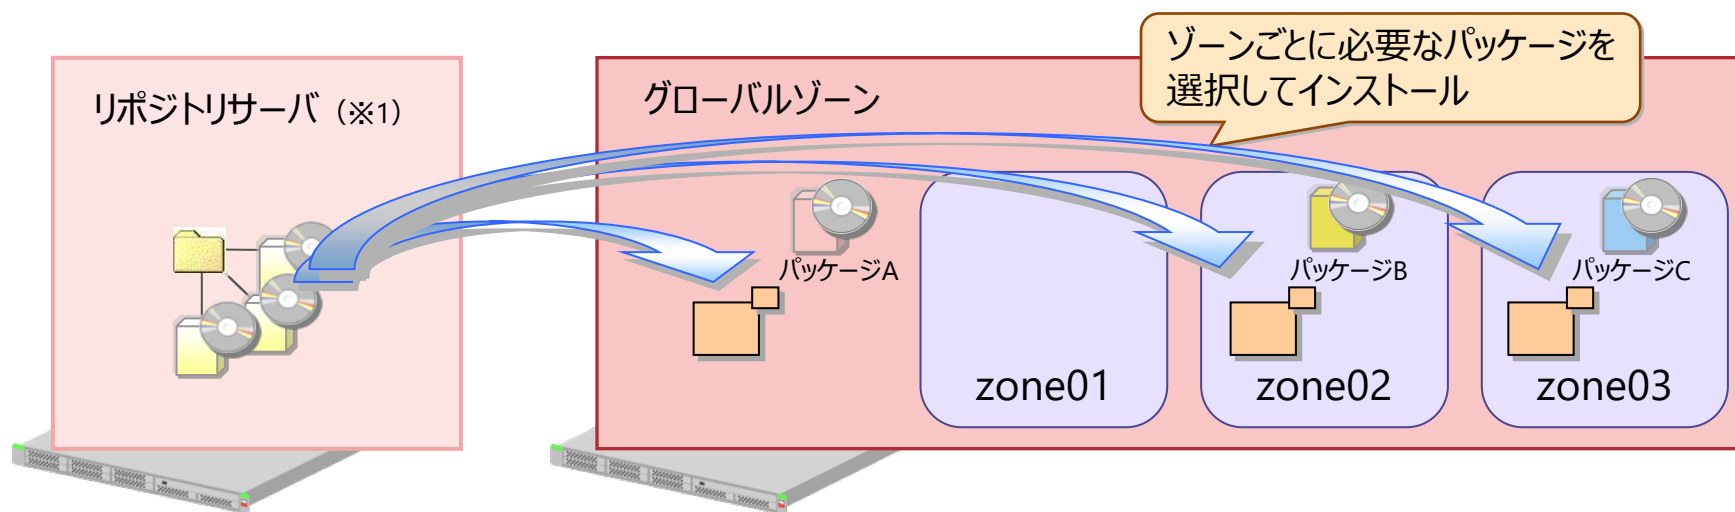 ゾーンごとに必要なパッケージを
選択してインストール
リポジトリサーバ（※1）
グローバルゾーン
パッケージA
パッケージB
パッケージC
zone01
zone02
zone03